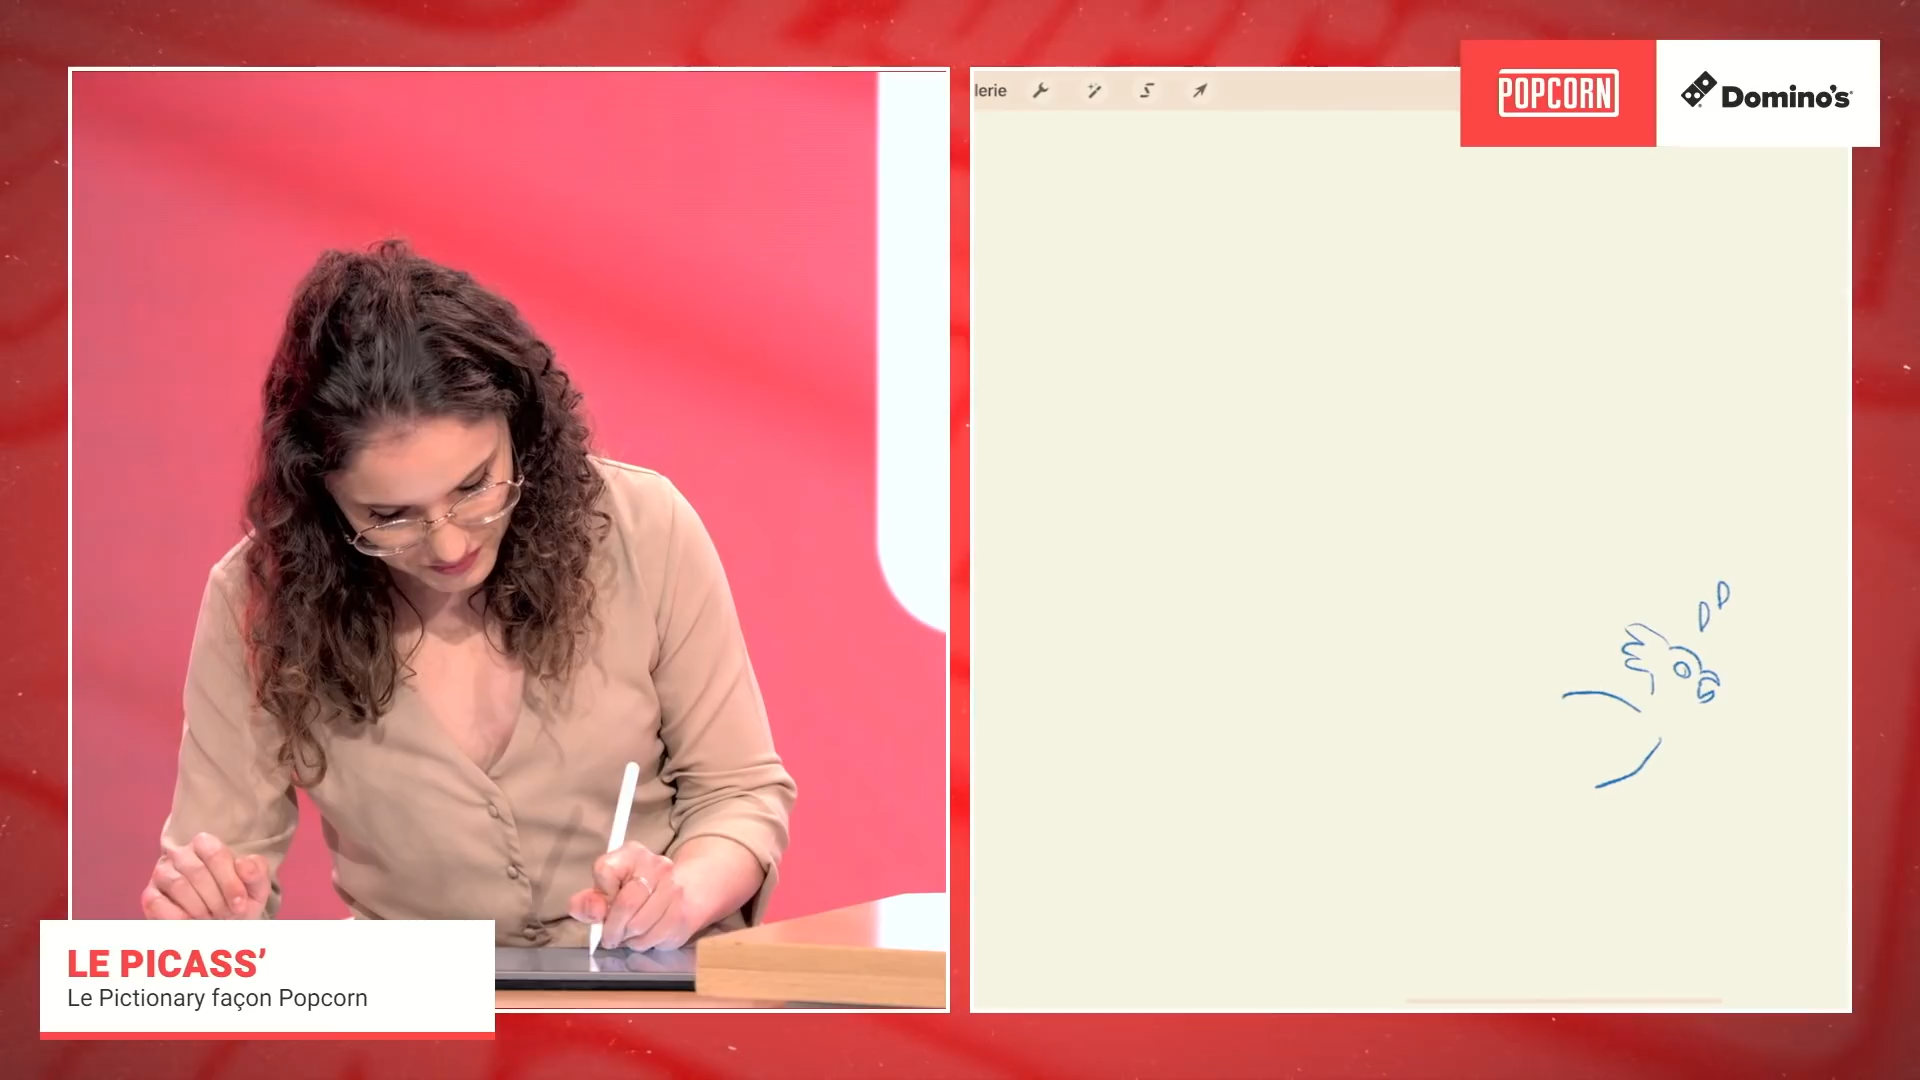 lerie
POPCORN
Domino's
LE PICASS’
Le Pictionary façon Popcorn